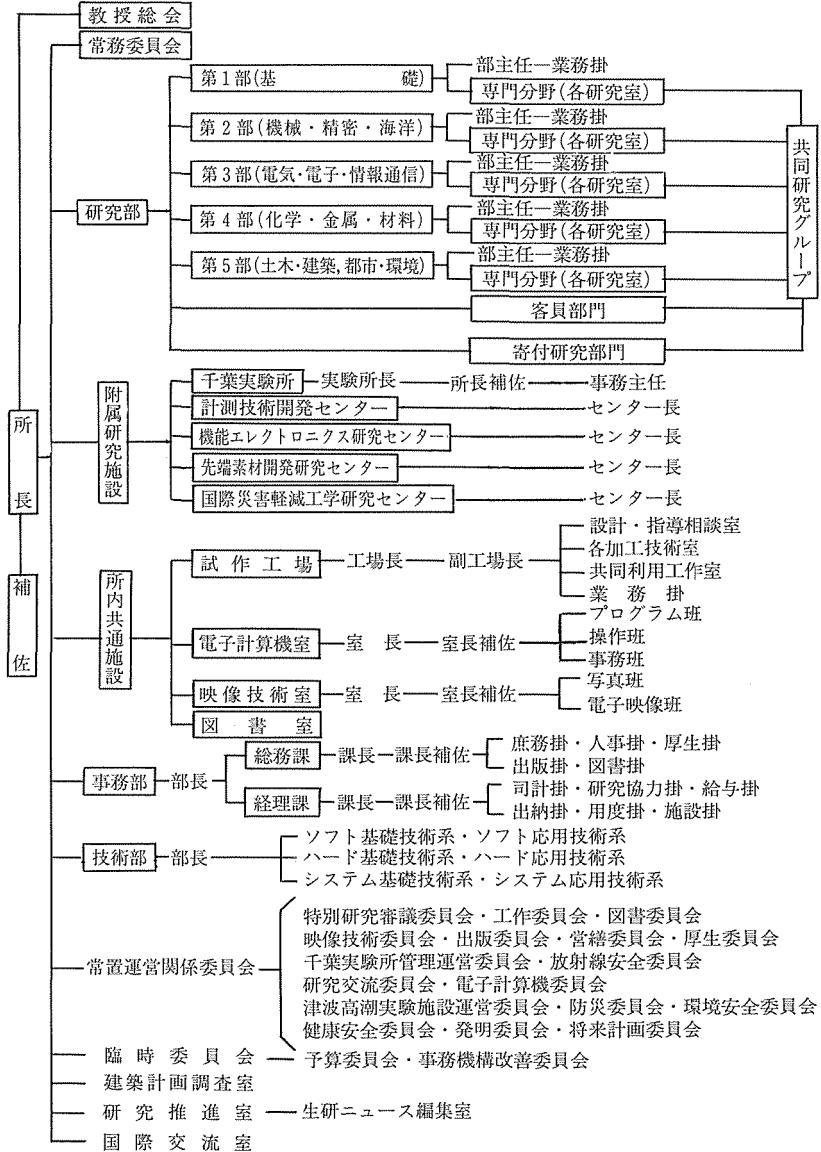 教授総会
常務委員会
第1部(基礎)
部主任―業務掛
専門分野(各研究室)
第2部(機械・精密・海洋)
部主任―業務掛
専門分野(各研究室)
第3部(電気・電子・情報通信)
部主任―業務掛
専門分野(各研究室)
研究部
第4部(化学・金属・材料)
部主任―業務掛
専門分野(各研究室)
第5部(土木・建築,都市・環境)
部主任―業務掛
専門分野(各研究室)
共同研究グループ
客員部門
寄付研究部門
所長
補佐
附属研究施設
千葉実験所 実験所長 所長補佐 事務主任
計測技術開発センター センター長
機能エレクトロニクス研究センター センター長
先端素材開発研究センター センター長
国際災害軽減工学研究センター センター長
所内共通施設
試作工場 工場長 副工場長
設計・指導相談室
各加工技術室
共同利用工作室
業務掛
電子計算機室 室長 室長補佐
プログラム班
操作班
事務班
映像技術室 室長 室長補佐
写真班
電子映像班
図書室
事務部 部長
総務課 課長 課長補佐
庶務掛・人事掛・厚生掛
出版掛・図書掛
経理課 課長 課長補佐
司計掛・研究協力掛・給与掛
出納掛・用度掛・施設掛
技術部 部長
ソフト基礎技術系・ソフト応用技術系
ハード基礎技術系・ハード応用技術系
システム基礎技術系・システム応用技術系
常置運営関係委員会
特別研究審議委員会・工作委員会・図書委員会
映像技術委員会・出版委員会・営繕委員会・厚生委員会
千葉実験所管理運営委員会・放射線安全委員会
研究交流委員会・電子計算機委員会
津波高潮実験施設運営委員会・防災委員会・環境安全委員会
健康安全委員会・発明委員会・将来計画委員会
臨時委員会 予算委員会・事務機構改善委員会
建築計画調査室
研究推進室 生研ニュース編集室
国際交流室